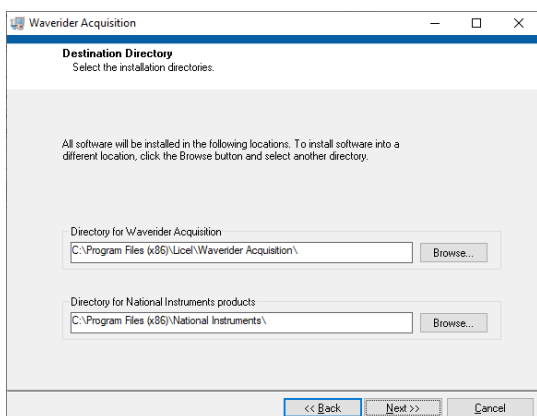 Waverider Acquisition
Destination Directory
Select the installation directories.
All software will be installed in the following locations. To install software into a
different location, click the Browse button and select another directory.
Directory for Waverider Acquisition
C:\Program Files (x86)\Licel\Waverider Acquisition\
Browse...
Directory for National Instruments products
C:\Program Files (x86)\National Instruments\
Browse...
<< Back
Next >>
Cancel